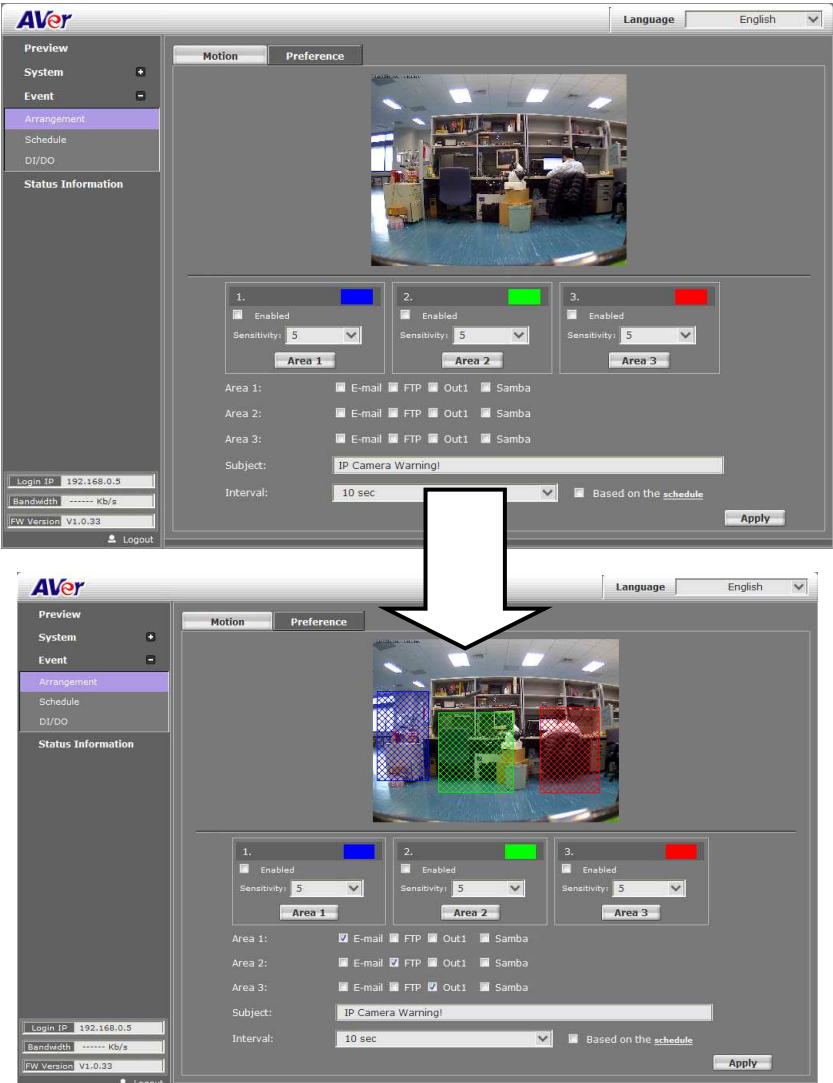 AVer
Language English
Preview
System
Event
Arrangement
Schedule
DI/DO
Status Information
Motion Preference
1. 2. 3.
Enabled Enabled Enabled
Sensitivity: 5 Sensitivity: 5 Sensitivity: 5
Area 1 Area 2 Area 3
Area 1: E-mail FTP Out1 Samba
Area 2: E-mail FTP Out1 Samba
Area 3: E-mail FTP Out1 Samba
Subject: IP Camera Warning!
Interval: 10 sec Based on the schedule
Apply
Login IP 192.168.0.5
Bandwidth ------ Kb/s
FW Version V1.0.33
Logout
AVer
Language English
Preview
System
Event
Arrangement
Schedule
DI/DO
Status Information
Motion Preference
1. 2. 3.
Enabled Enabled Enabled
Sensitivity: 5 Sensitivity: 5 Sensitivity: 5
Area 1 Area 2 Area 3
Area 1: E-mail FTP Out1 Samba
Area 2: E-mail FTP Out1 Samba
Area 3: E-mail FTP Out1 Samba
Subject: IP Camera Warning!
Interval: 10 sec Based on the schedule
Apply
Login IP 192.168.0.5
Bandwidth ------ Kb/s
FW Version V1.0.33